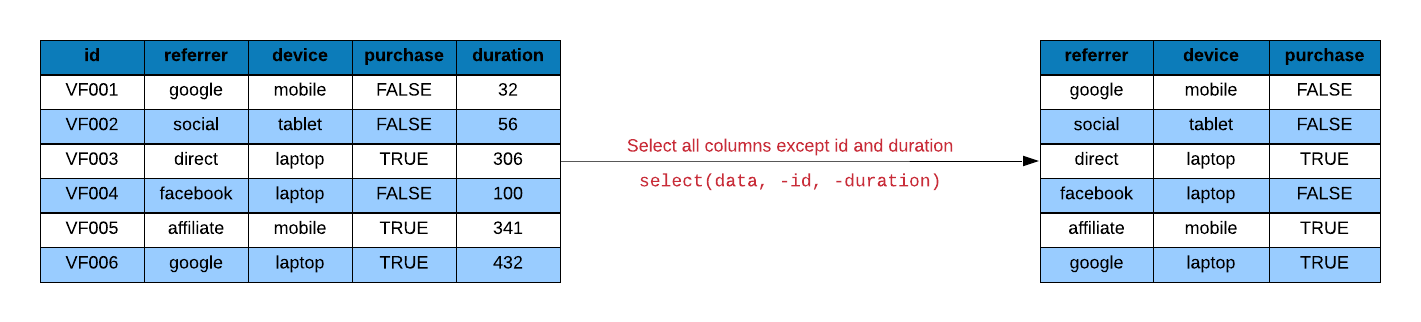 id referrer device purchase duration
VF001 google mobile FALSE 32
VF002 social tablet FALSE 56
VF003 direct laptop TRUE 306
VF004 facebook laptop FALSE 100
VF005 affiliate mobile TRUE 341
VF006 google laptop TRUE 432
Select all columns except id and duration
select(data, -id, -duration)
referrer device purchase
google mobile FALSE
social tablet FALSE
direct laptop TRUE
facebook laptop FALSE
affiliate mobile TRUE
google laptop TRUE